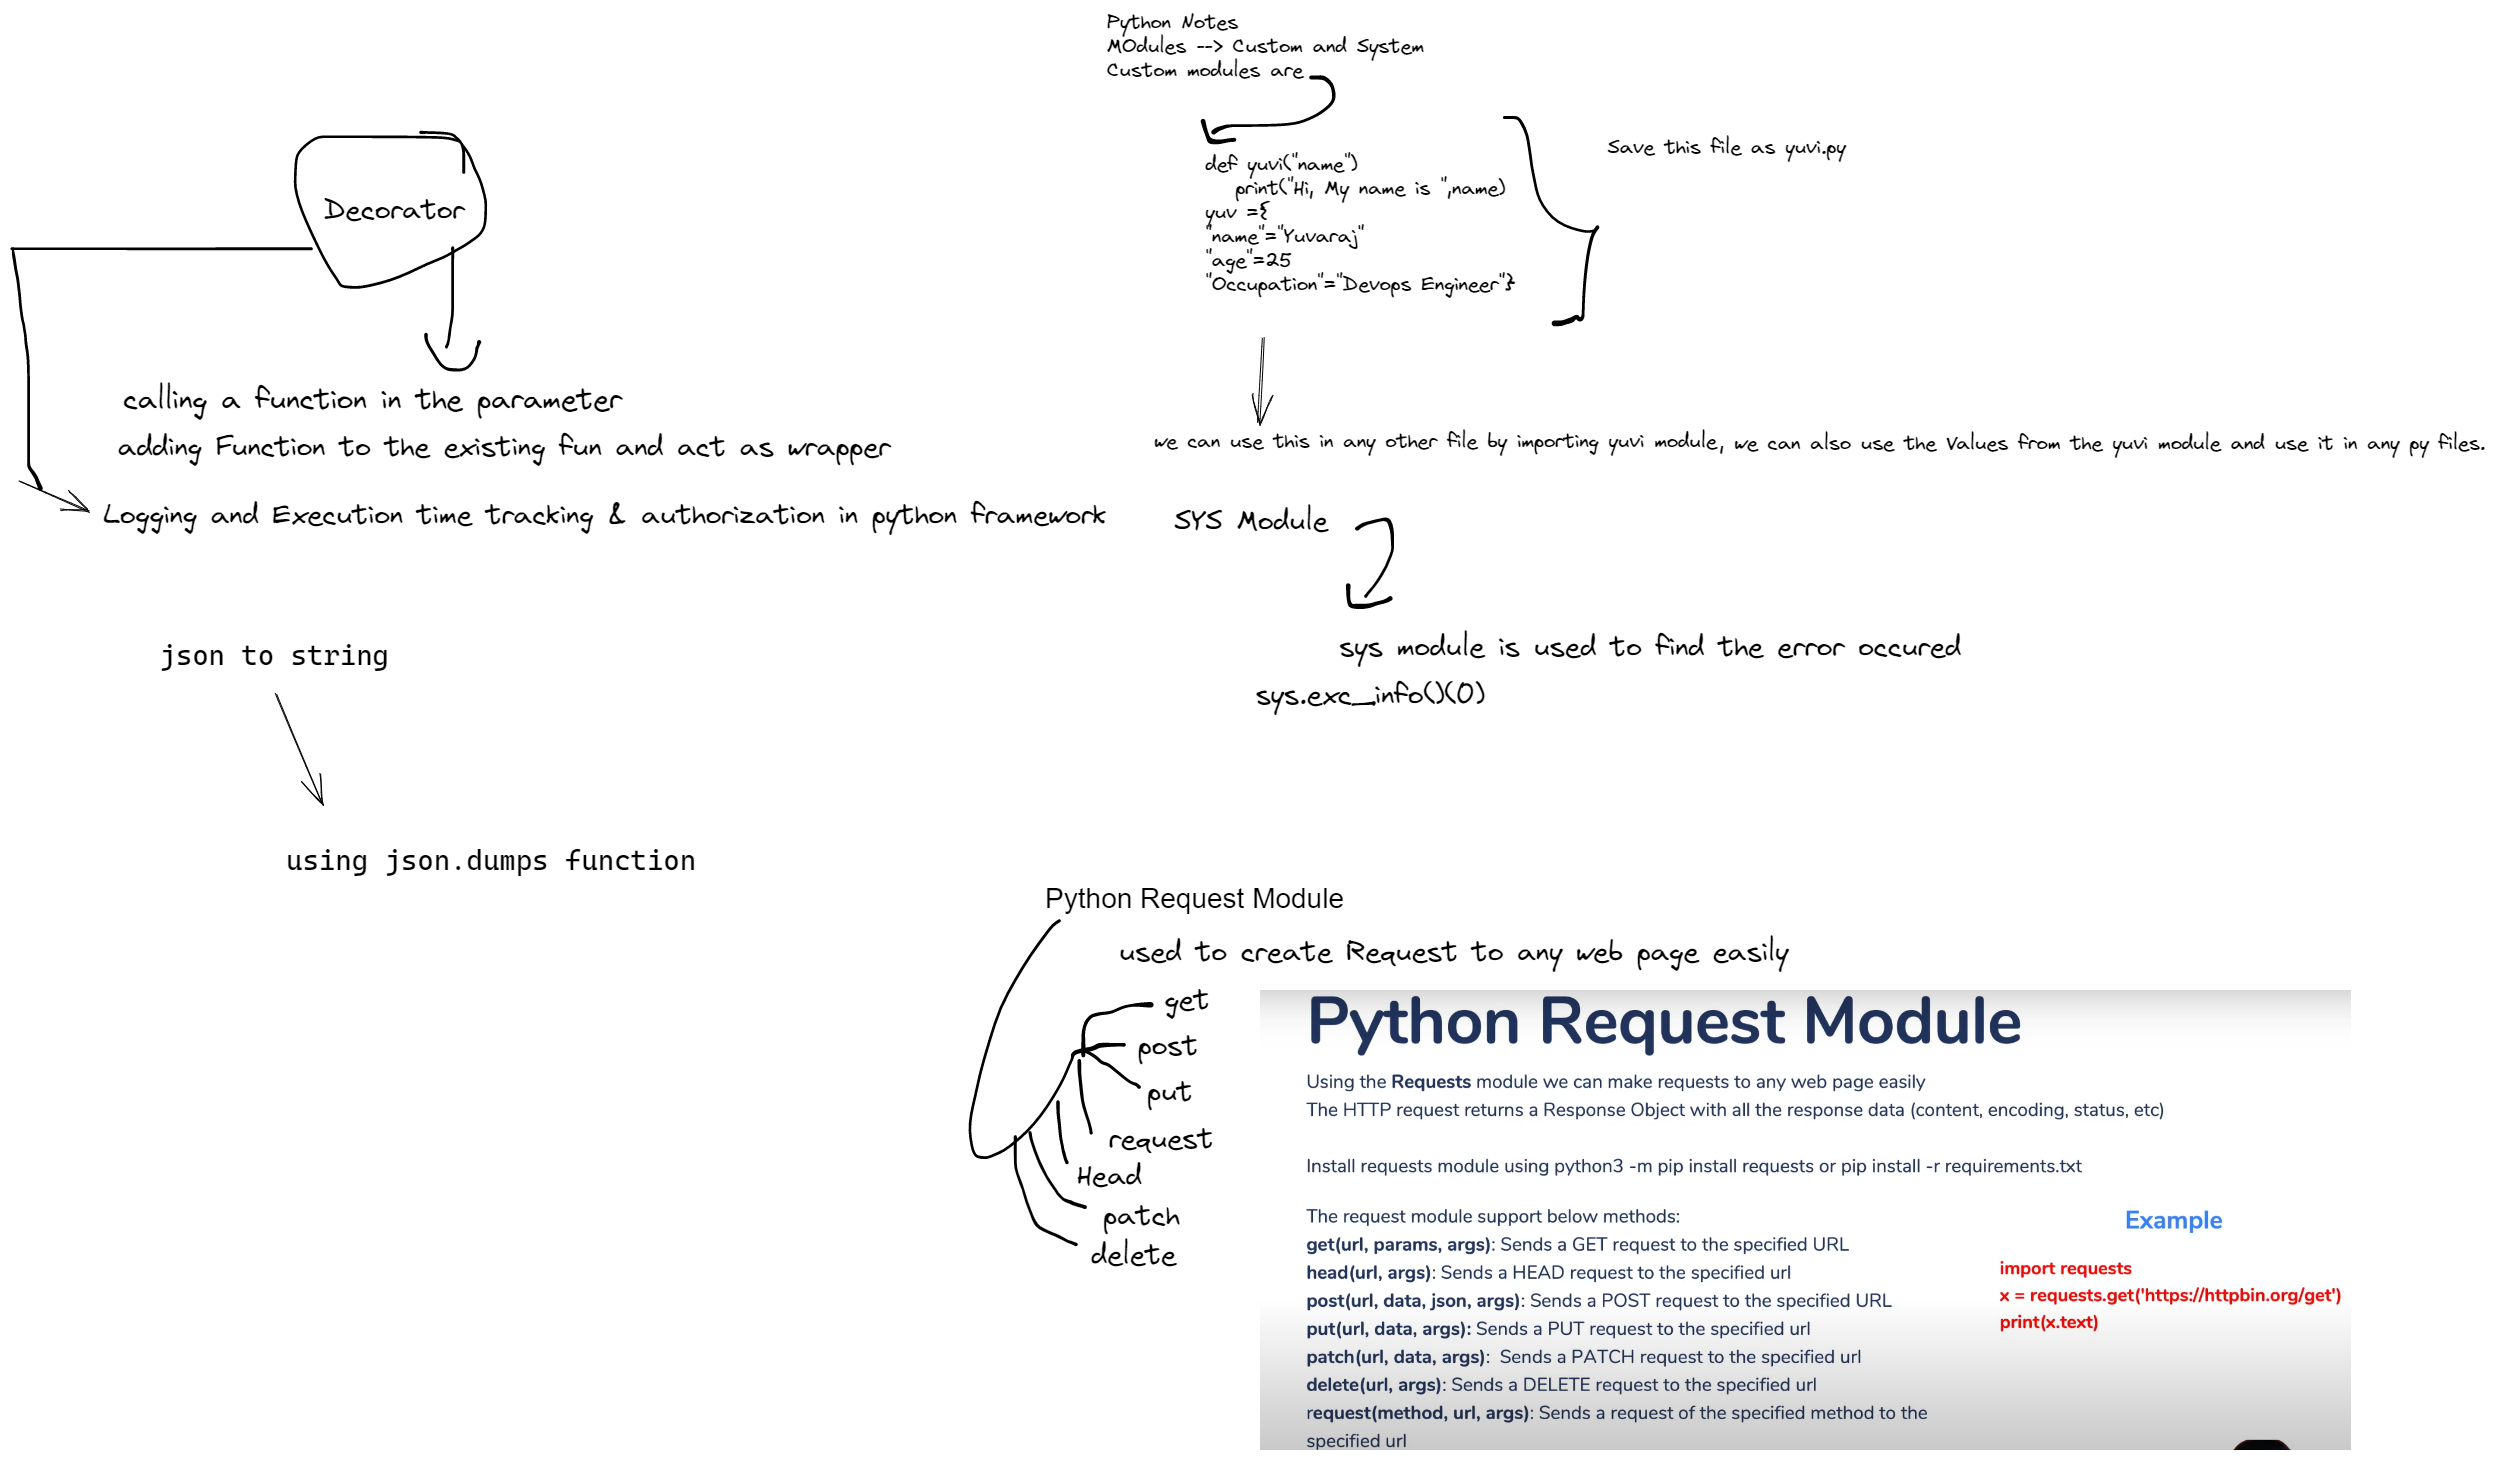 Python Notes
MOdules --> Custom and System
Custom modules are
def yuvi("name")
print("Hi, My name is ",name)
yuv ={
"name"="Yuvaraj"
"age"=25
"Occupation"="Devops Engineer"}
Save this file as yuvi.py
we can use this in any other file by importing yuvi module, we can also use the Values from the yuvi module and use it in any py files.
Decorator
calling a function in the parameter
adding Function to the existing fun and act as wrapper
Logging and Execution time tracking & authorization in python framework
SYS Module
sys module is used to find the error occured
sys.exc_info()(0)
json to string
using json.dumps function
Python Request Module
used to create Request to any web page easily
get
post
put
request
Head
patch
delete
Python Request Module
Using the Requests module we can make requests to any web page easily
The HTTP request returns a Response Object with all the response data (content, encoding, status, etc)
Install requests module using python3 -m pip install requests or pip install -r requirements.txt
The request module support below methods:
get(url, params, args): Sends a GET request to the specified URL
head(url, args): Sends a HEAD request to the specified url
post(url, data, json, args): Sends a POST request to the specified URL
put(url, data, args): Sends a PUT request to the specified url
patch(url, data, args):  Sends a PATCH request to the specified url
delete(url, args): Sends a DELETE request to the specified url
request(method, url, args): Sends a request of the specified method to the
specified url
Example
import requests
x = requests.get('https://httpbin.org/get')
print(x.text)